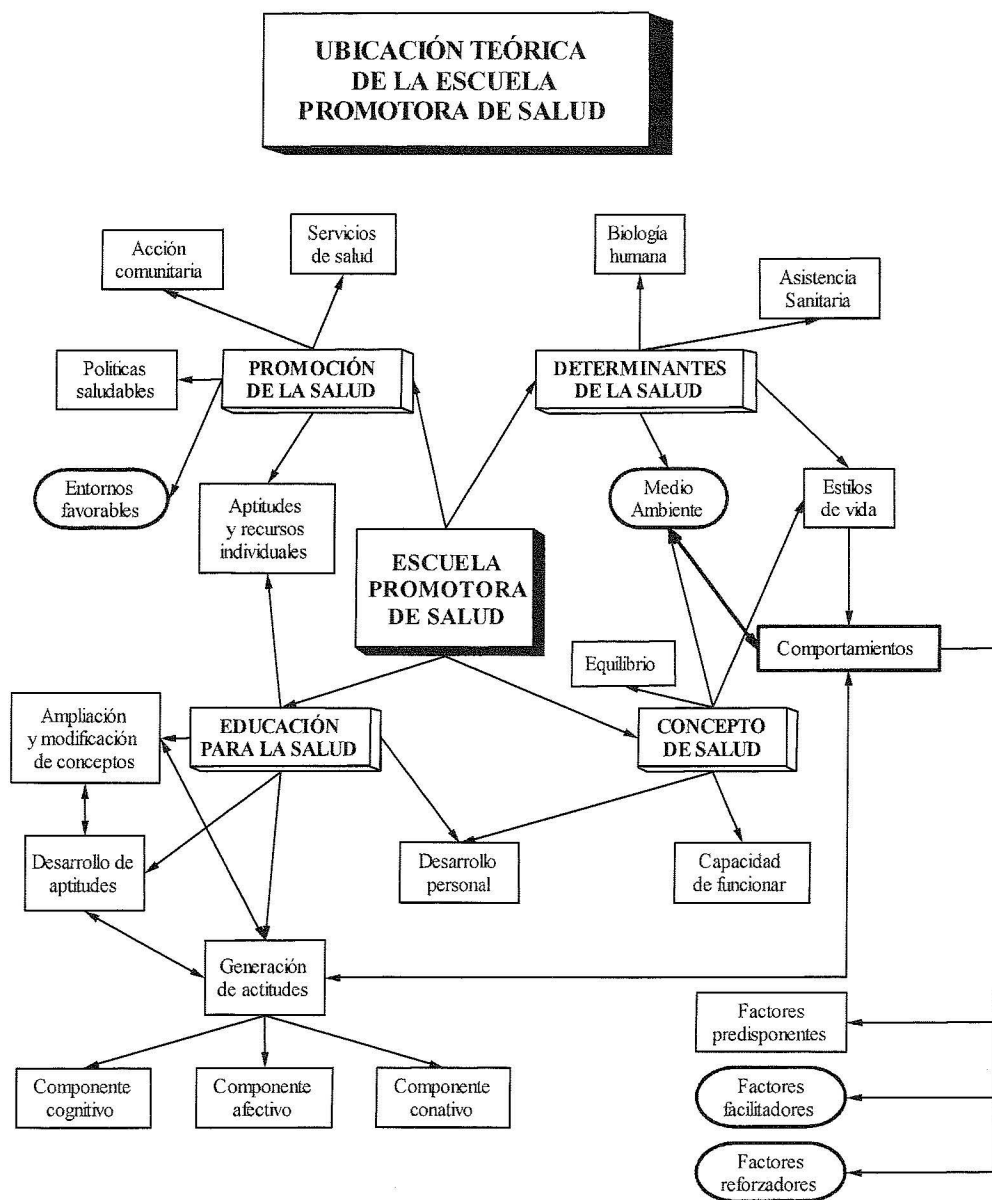 UBICACIÓN TEÓRICA
DE LA ESCUELA
PROMOTORA DE SALUD
Acción
comunitaria
Servicios
de salud
Biología
humana
Asistencia
Sanitaria
Políticas
saludables
PROMOCIÓN
DE LA SALUD
DETERMINANTES
DE LA SALUD
Entornos
favorables
Aptitudes
y recursos
individuales
Medio
Ambiente
Estilos
de vida
ESCUELA
PROMOTORA
DE SALUD
Equilibrio
Comportamientos
Ampliación
y modificación
de conceptos
EDUCACIÓN
PARA LA SALUD
CONCEPTO
DE SALUD
Desarrollo de
aptitudes
Desarrollo
personal
Capacidad
de funcionar
Generación
de actitudes
Factores
predisponentes
Componente
cognitivo
Componente
afectivo
Componente
conativo
Factores
facilitadores
Factores
reforzadores